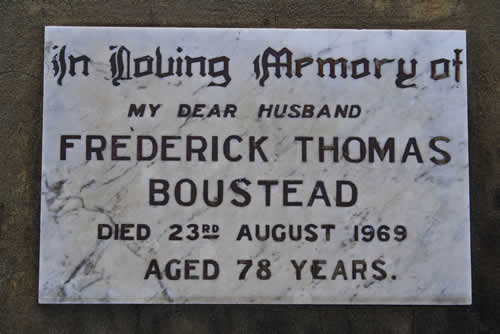 In Loving Memory of
MY DEAR HUSBAND
FREDERICK THOMAS
BOUSTEAD
DIED 23RD AUGUST 1969
AGED 78 YEARS.